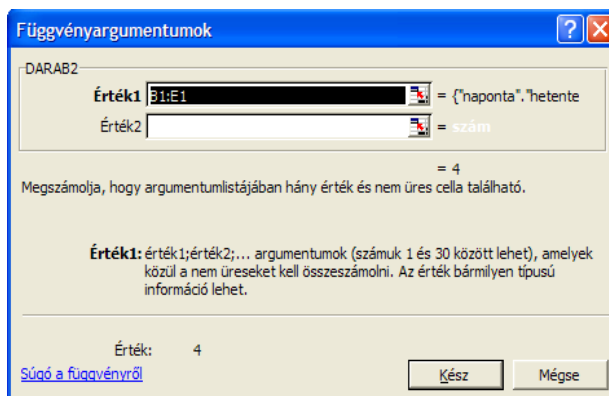 Függvényargumentumok
DARAB2
Érték1 B1:E1 = {"naponta"."hetente
Érték2 = szám
= 4
Megszámolja, hogy argumentumlistájában hány érték és nem üres cella található.
Érték1: érték1;érték2;... argumentumok (számuk 1 és 30 között lehet), amelyek
közül a nem üreseket kell összeszámolni. Az érték bármilyen típusú
információ lehet.
Érték: 4
Súgó a függvényről
Kész
Mégse